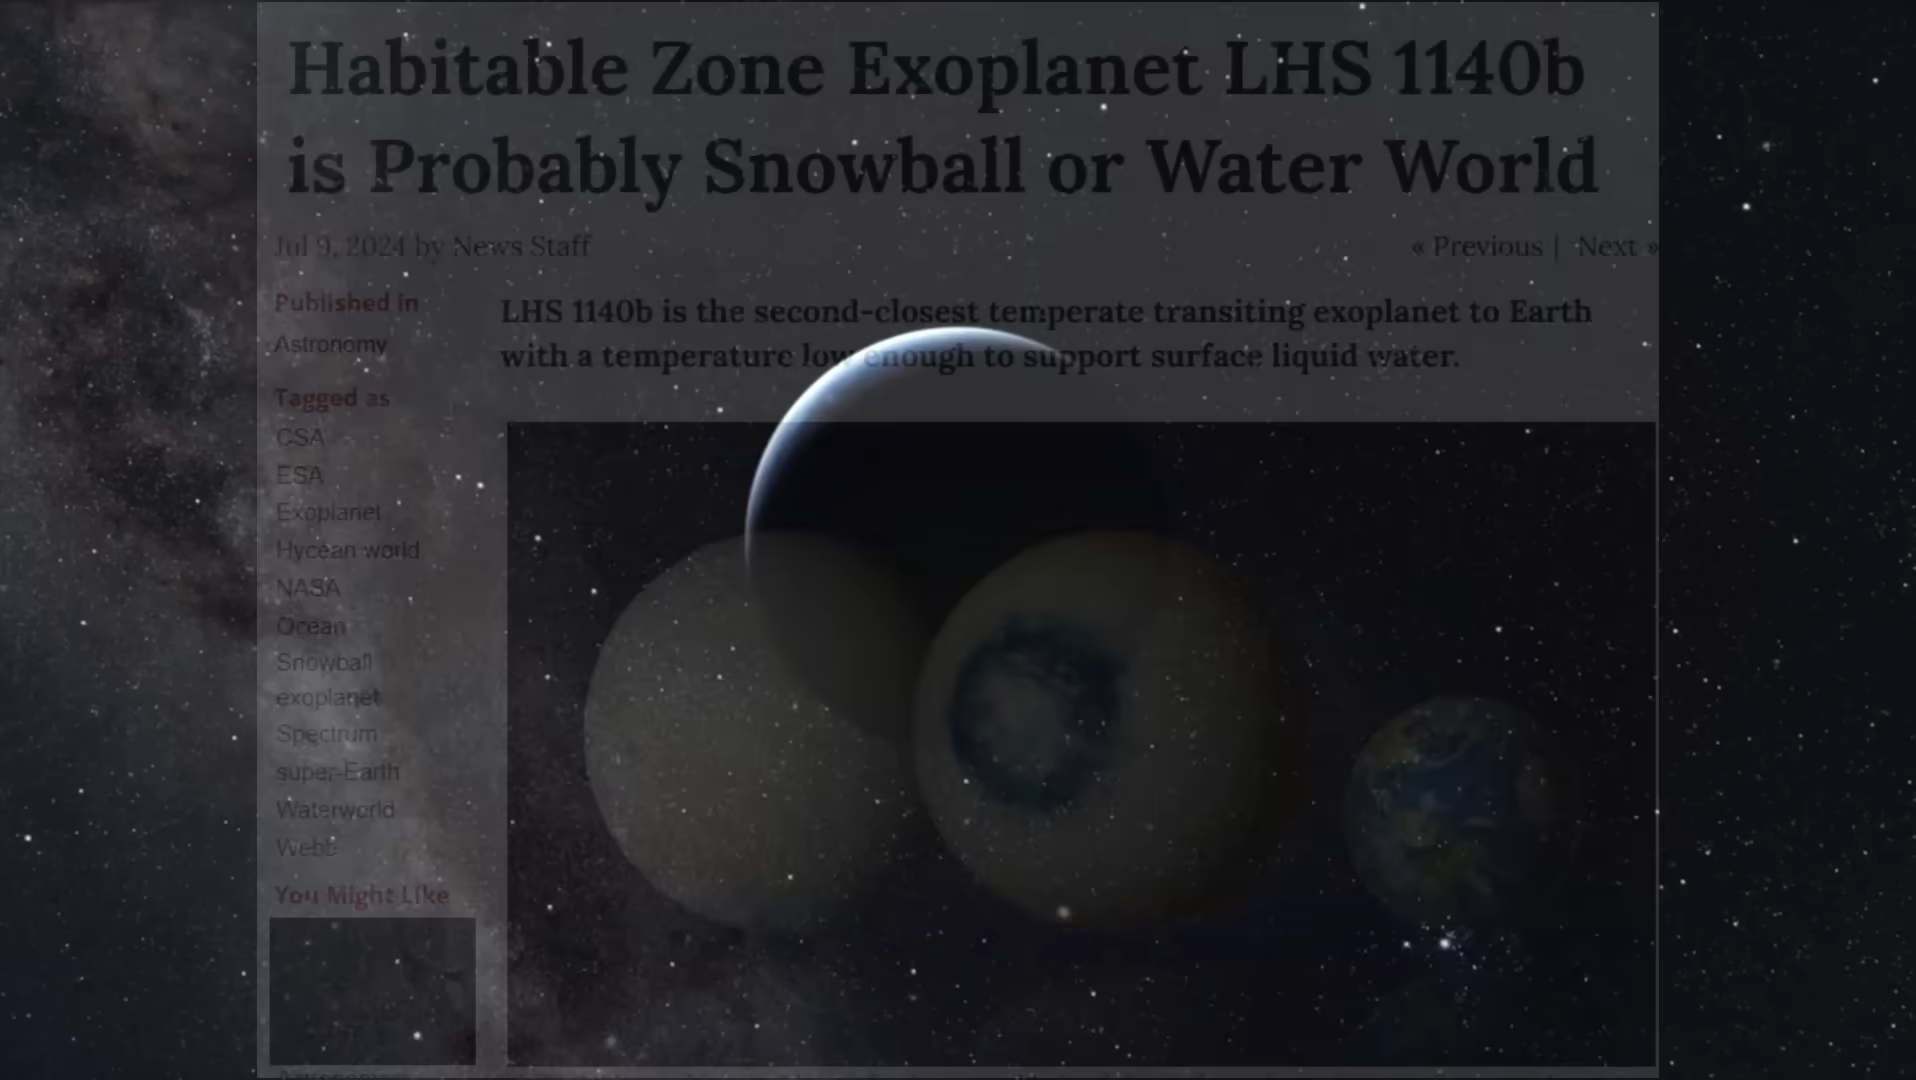 Habitable Zone Exoplanet LHS 1140b
is Probably Snowball or Water World
Jul 9, 2024 by News Staff
« Previous | Next »
Published in
Astronomy
Tagged as
CSA
ESA
Exoplanet
Hycean world
NASA
Ocean
Snowball
exoplanet
Spectrum
super-Earth
Waterworld
Webb
You Might Like
LHS 1140b is the second-closest temperate transiting exoplanet to Earth
with a temperature low enough to support surface liquid water.